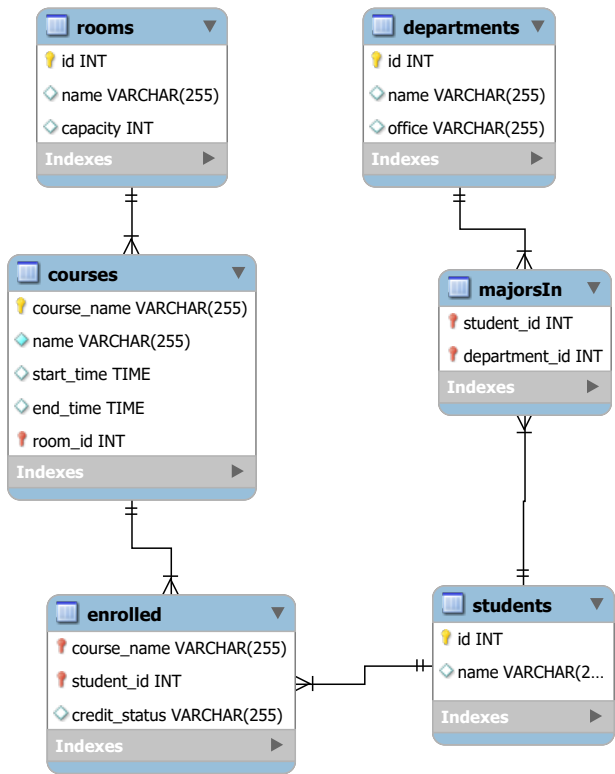 rooms
id INT
name VARCHAR(255)
capacity INT
Indexes
departments
id INT
name VARCHAR(255)
office VARCHAR(255)
Indexes
courses
course_name VARCHAR(255)
name VARCHAR(255)
start_time TIME
end_time TIME
room_id INT
Indexes
majorsIn
student_id INT
department_id INT
Indexes
enrolled
course_name VARCHAR(255)
student_id INT
credit_status VARCHAR(255)
Indexes
students
id INT
name VARCHAR(2...
Indexes